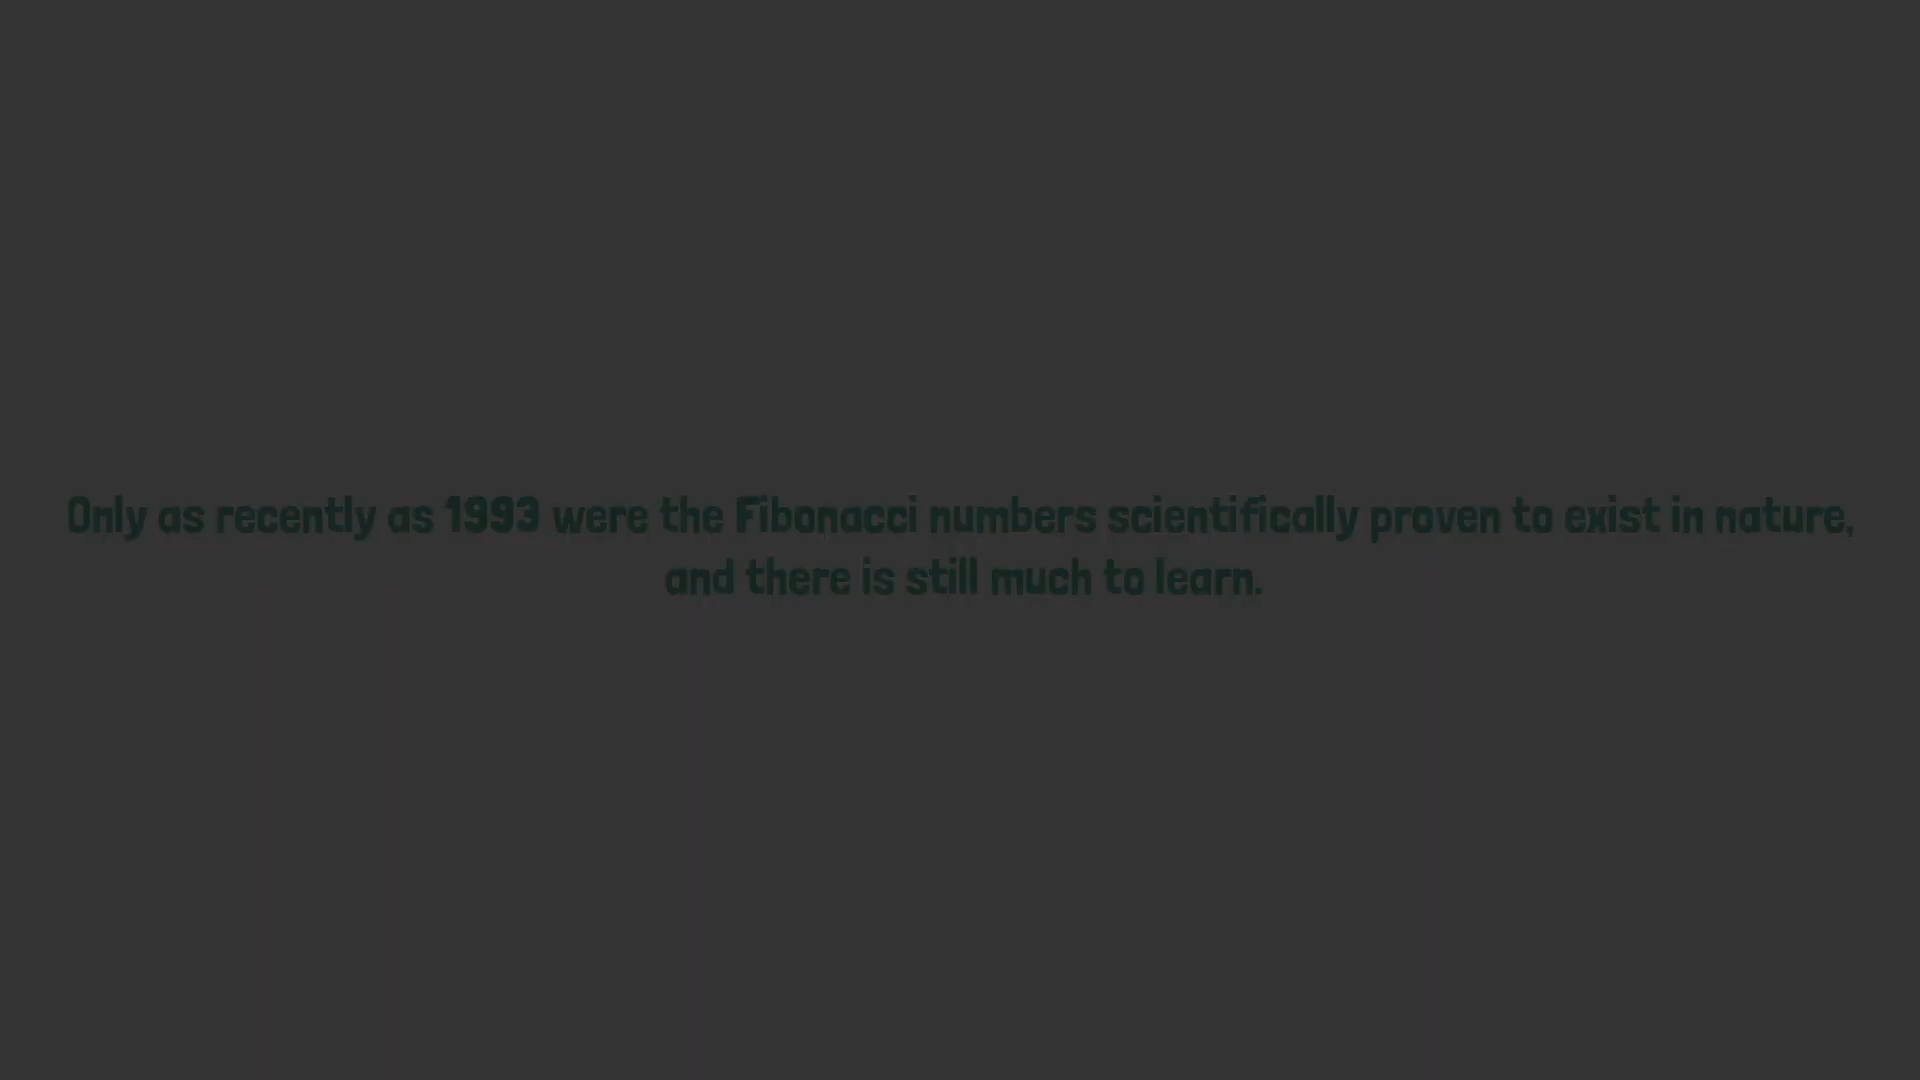 Only as recently as 1993 were the Fibonacci numbers scientifically proven to exist in nature,
and there is still much to learn.